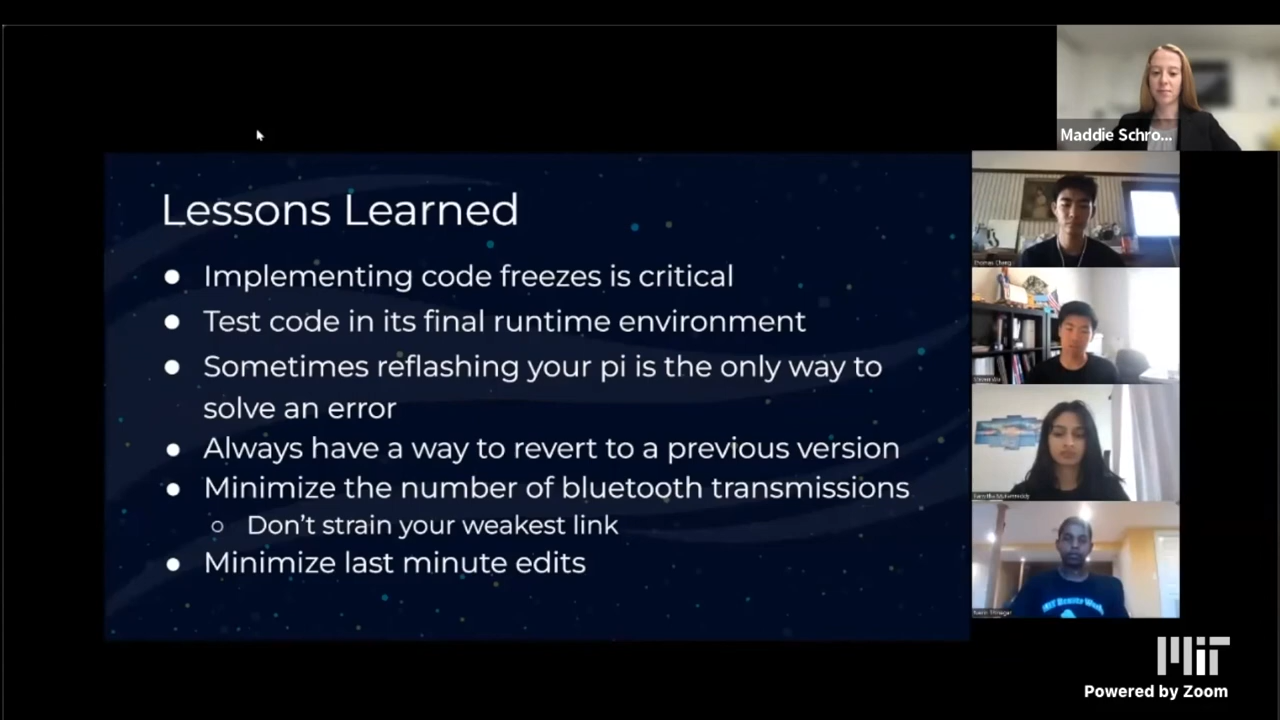 Maddie Schro...
Lessons Learned
● Implementing code freezes is critical
● Test code in its final runtime environment
● Sometimes reflashing your pi is the only way to
solve an error
● Always have a way to revert to a previous version
● Minimize the number of bluetooth transmissions
○ Don't strain your weakest link
● Minimize last minute edits
MIT
Powered by Zoom